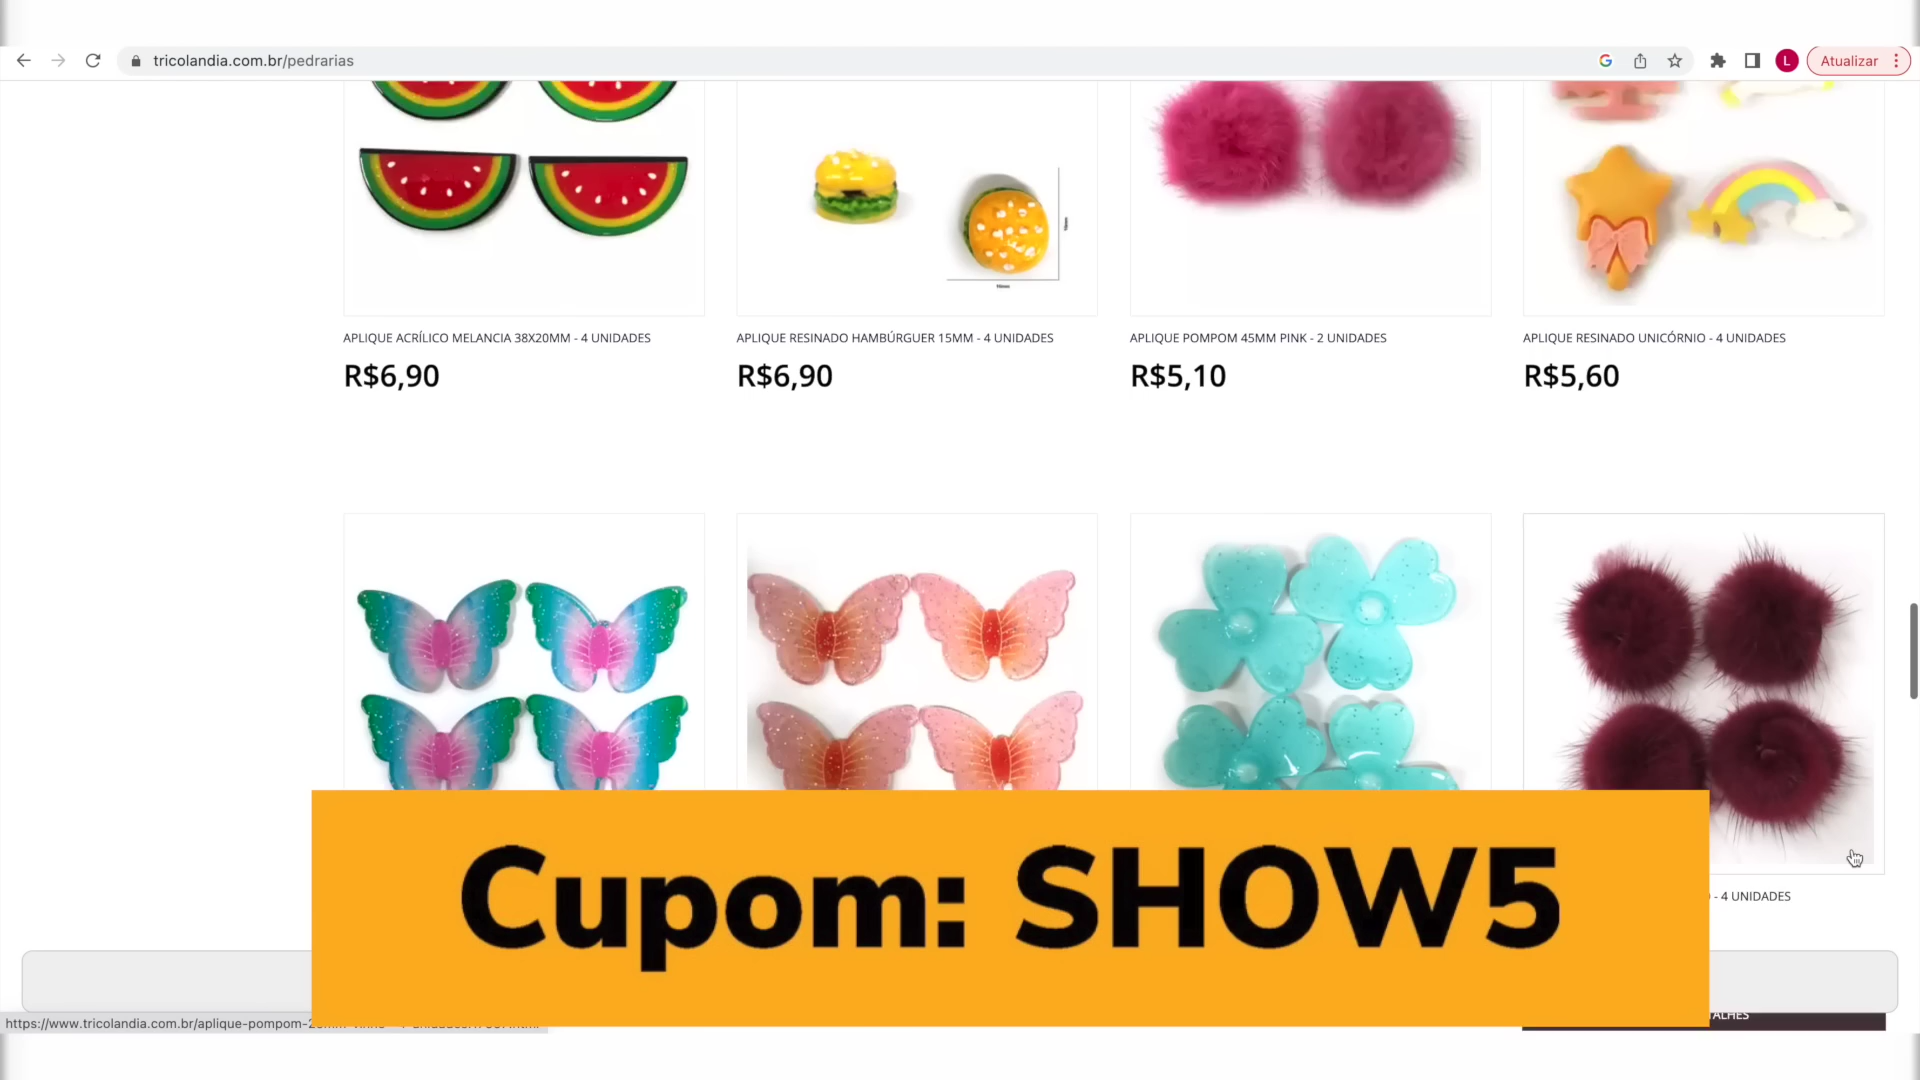 tricolandia.com.br/pedrarias
L
Atualizar
APLIQUE ACRÍLICO MELANCIA 38X20MM - 4 UNIDADES
APLIQUE RESINADO HAMBÚRGUER 15MM - 4 UNIDADES
APLIQUE POMPOM 45MM PINK - 2 UNIDADES
APLIQUE RESINADO UNICÓRNIO - 4 UNIDADES
R$6,90
R$6,90
R$5,10
R$5,60
- 4 UNIDADES
Cupom: SHOW5
https://www.tricolandia.com.br/aplique-pompom-2